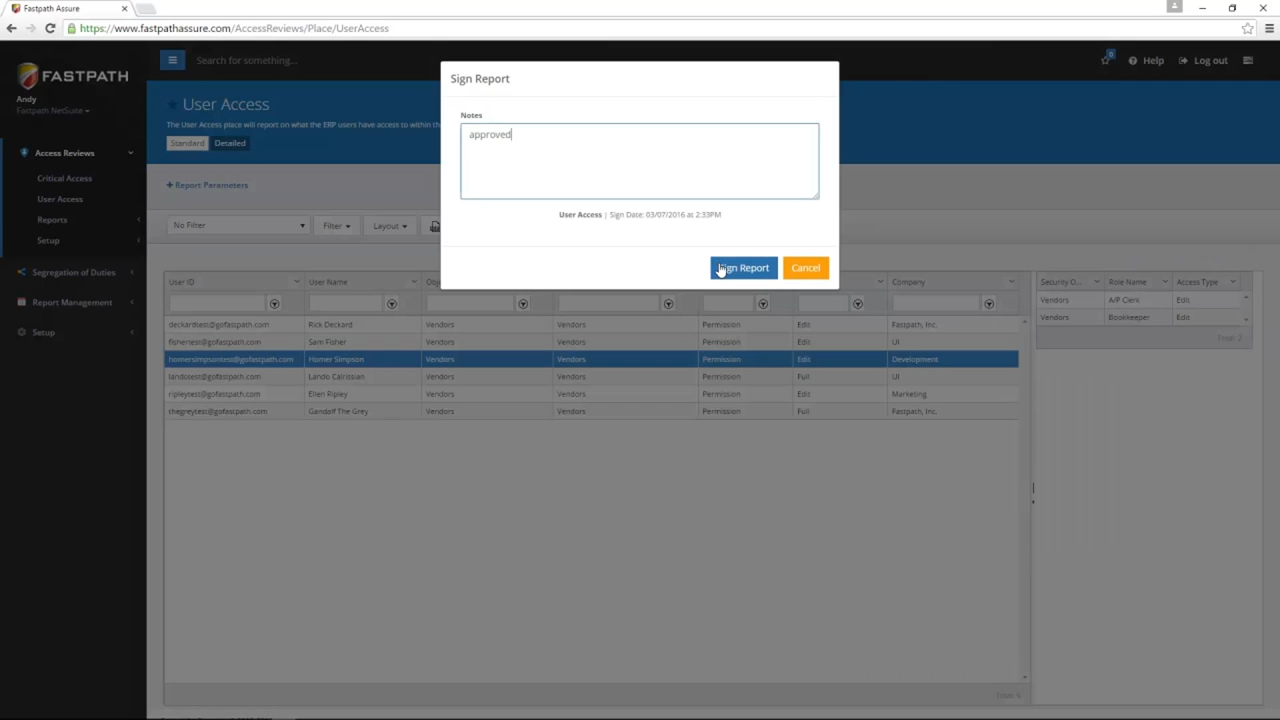 Fastpath Assure
https://www.fastpathassure.com/AccessReviews/Place/UserAccess
FASTPATH
Andy
Fastpath NetSuite
Search for something...
0
Help
Log out
Access Reviews
Critical Access
User Access
Reports
Setup
Segregation of Duties
Report Management
Setup
User Access
The User Access place will report on what the ERP users have access to within th
Standard
Detailed
+ Report Parameters
No Filter
Filter
Layout
Sign Report
Notes
approved
User Access | Sign Date: 03/07/2016 at 2:33PM
Sign Report
Cancel
User ID User Name Obj Company
deckardtest@gofastpath.com Rick Deckard Vendors Vendors Permission Edit Fastpath, Inc.
fishertest@gofastpath.com Sam Fisher Vendors Vendors Permission Edit UI
homersimpsontest@gofastpath.com Homer Simpson Vendors Vendors Permission Edit Development
landotest@gofastpath.com Lando Calrissian Vendors Vendors Permission Full UI
ripleytest@gofastpath.com Ellen Ripley Vendors Vendors Permission Edit Marketing
thegreytest@gofastpath.com Gandalf The Grey Vendors Vendors Permission Full Fastpath, Inc.
Total: 6
Security O... Role Name Access Type
Vendors A/P Clerk Edit
Vendors Bookkeeper Edit
Total: 2